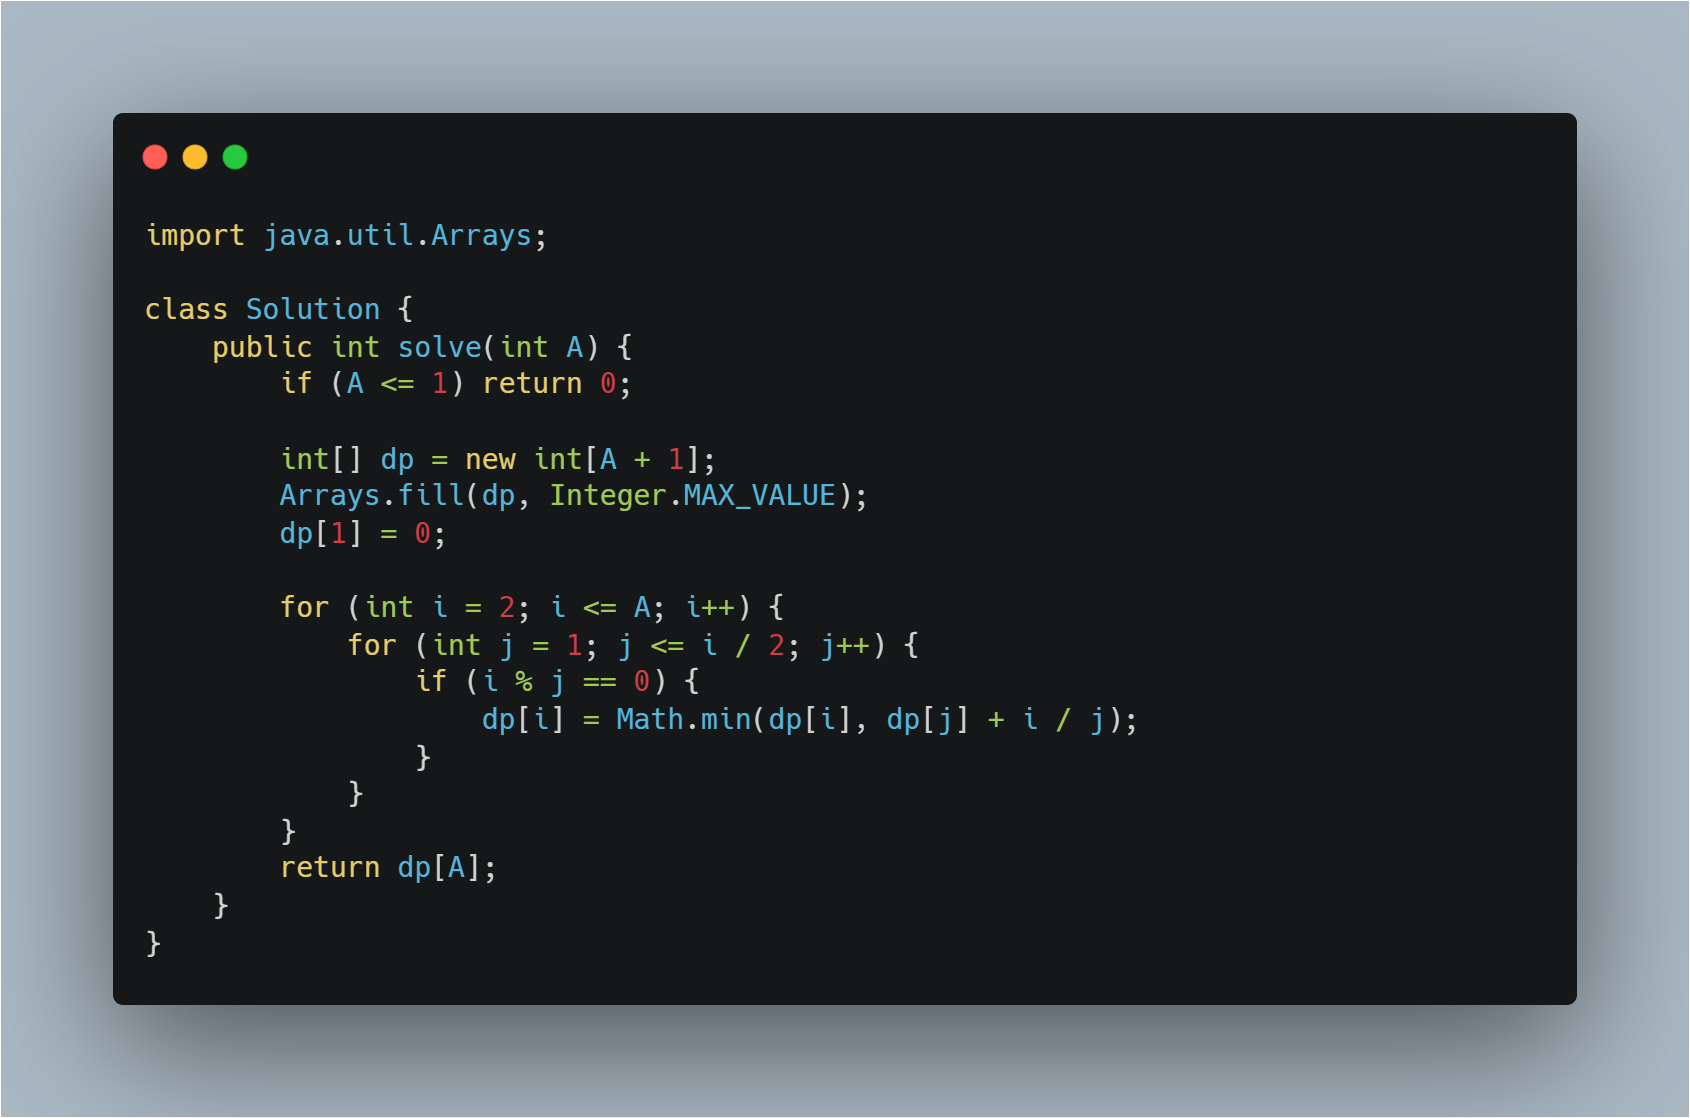 import java.util.Arrays;

class Solution {
    public int solve(int A) {
        if (A <= 1) return 0;

        int[] dp = new int[A + 1];
        Arrays.fill(dp, Integer.MAX_VALUE);
        dp[1] = 0;

        for (int i = 2; i <= A; i++) {
            for (int j = 1; j <= i / 2; j++) {
                if (i % j == 0) {
                    dp[i] = Math.min(dp[i], dp[j] + i / j);
                }
            }
        }
        return dp[A];
    }
}